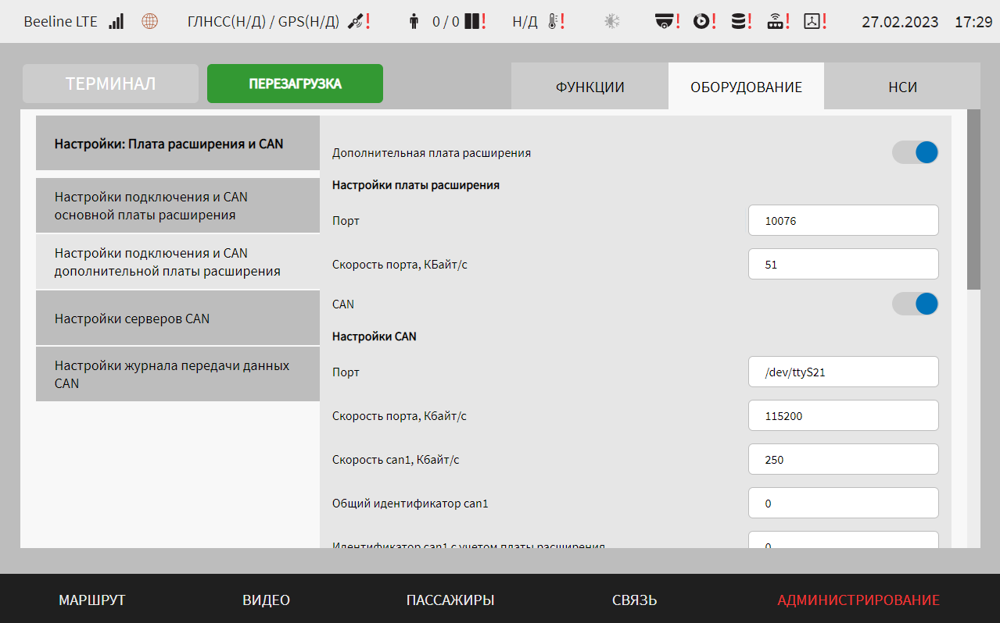 Beeline LTE ГЛНСС(Н/Д) / GPS(Н/Д) ! 0 / 0 ! Н/Д ! ! ! ! ! ! 27.02.2023 17:29
ТЕРМИНАЛ ПЕРЕЗАГРУЗКА ФУНКЦИИ ОБОРУДОВАНИЕ НСИ
Настройки: Плата расширения и CAN
Настройки подключения и CAN
основной платы расширения
Настройки подключения и CAN
дополнительной платы расширения
Настройки серверов CAN
Настройки журнала передачи данных
CAN
Дополнительная плата расширения
Настройки платы расширения
Порт 10076
Скорость порта, КБайт/с 51
CAN
Настройки CAN
Порт /dev/ttyS21
Скорость порта, Кбайт/с 115200
Скорость can1, Кбайт/с 250
Общий идентификатор can1 0
Идентификатор can1 с учетом платы расширения 0
МАРШРУТ ВИДЕО ПАССАЖИРЫ СВЯЗЬ АДМИНИСТРИРОВАНИЕ